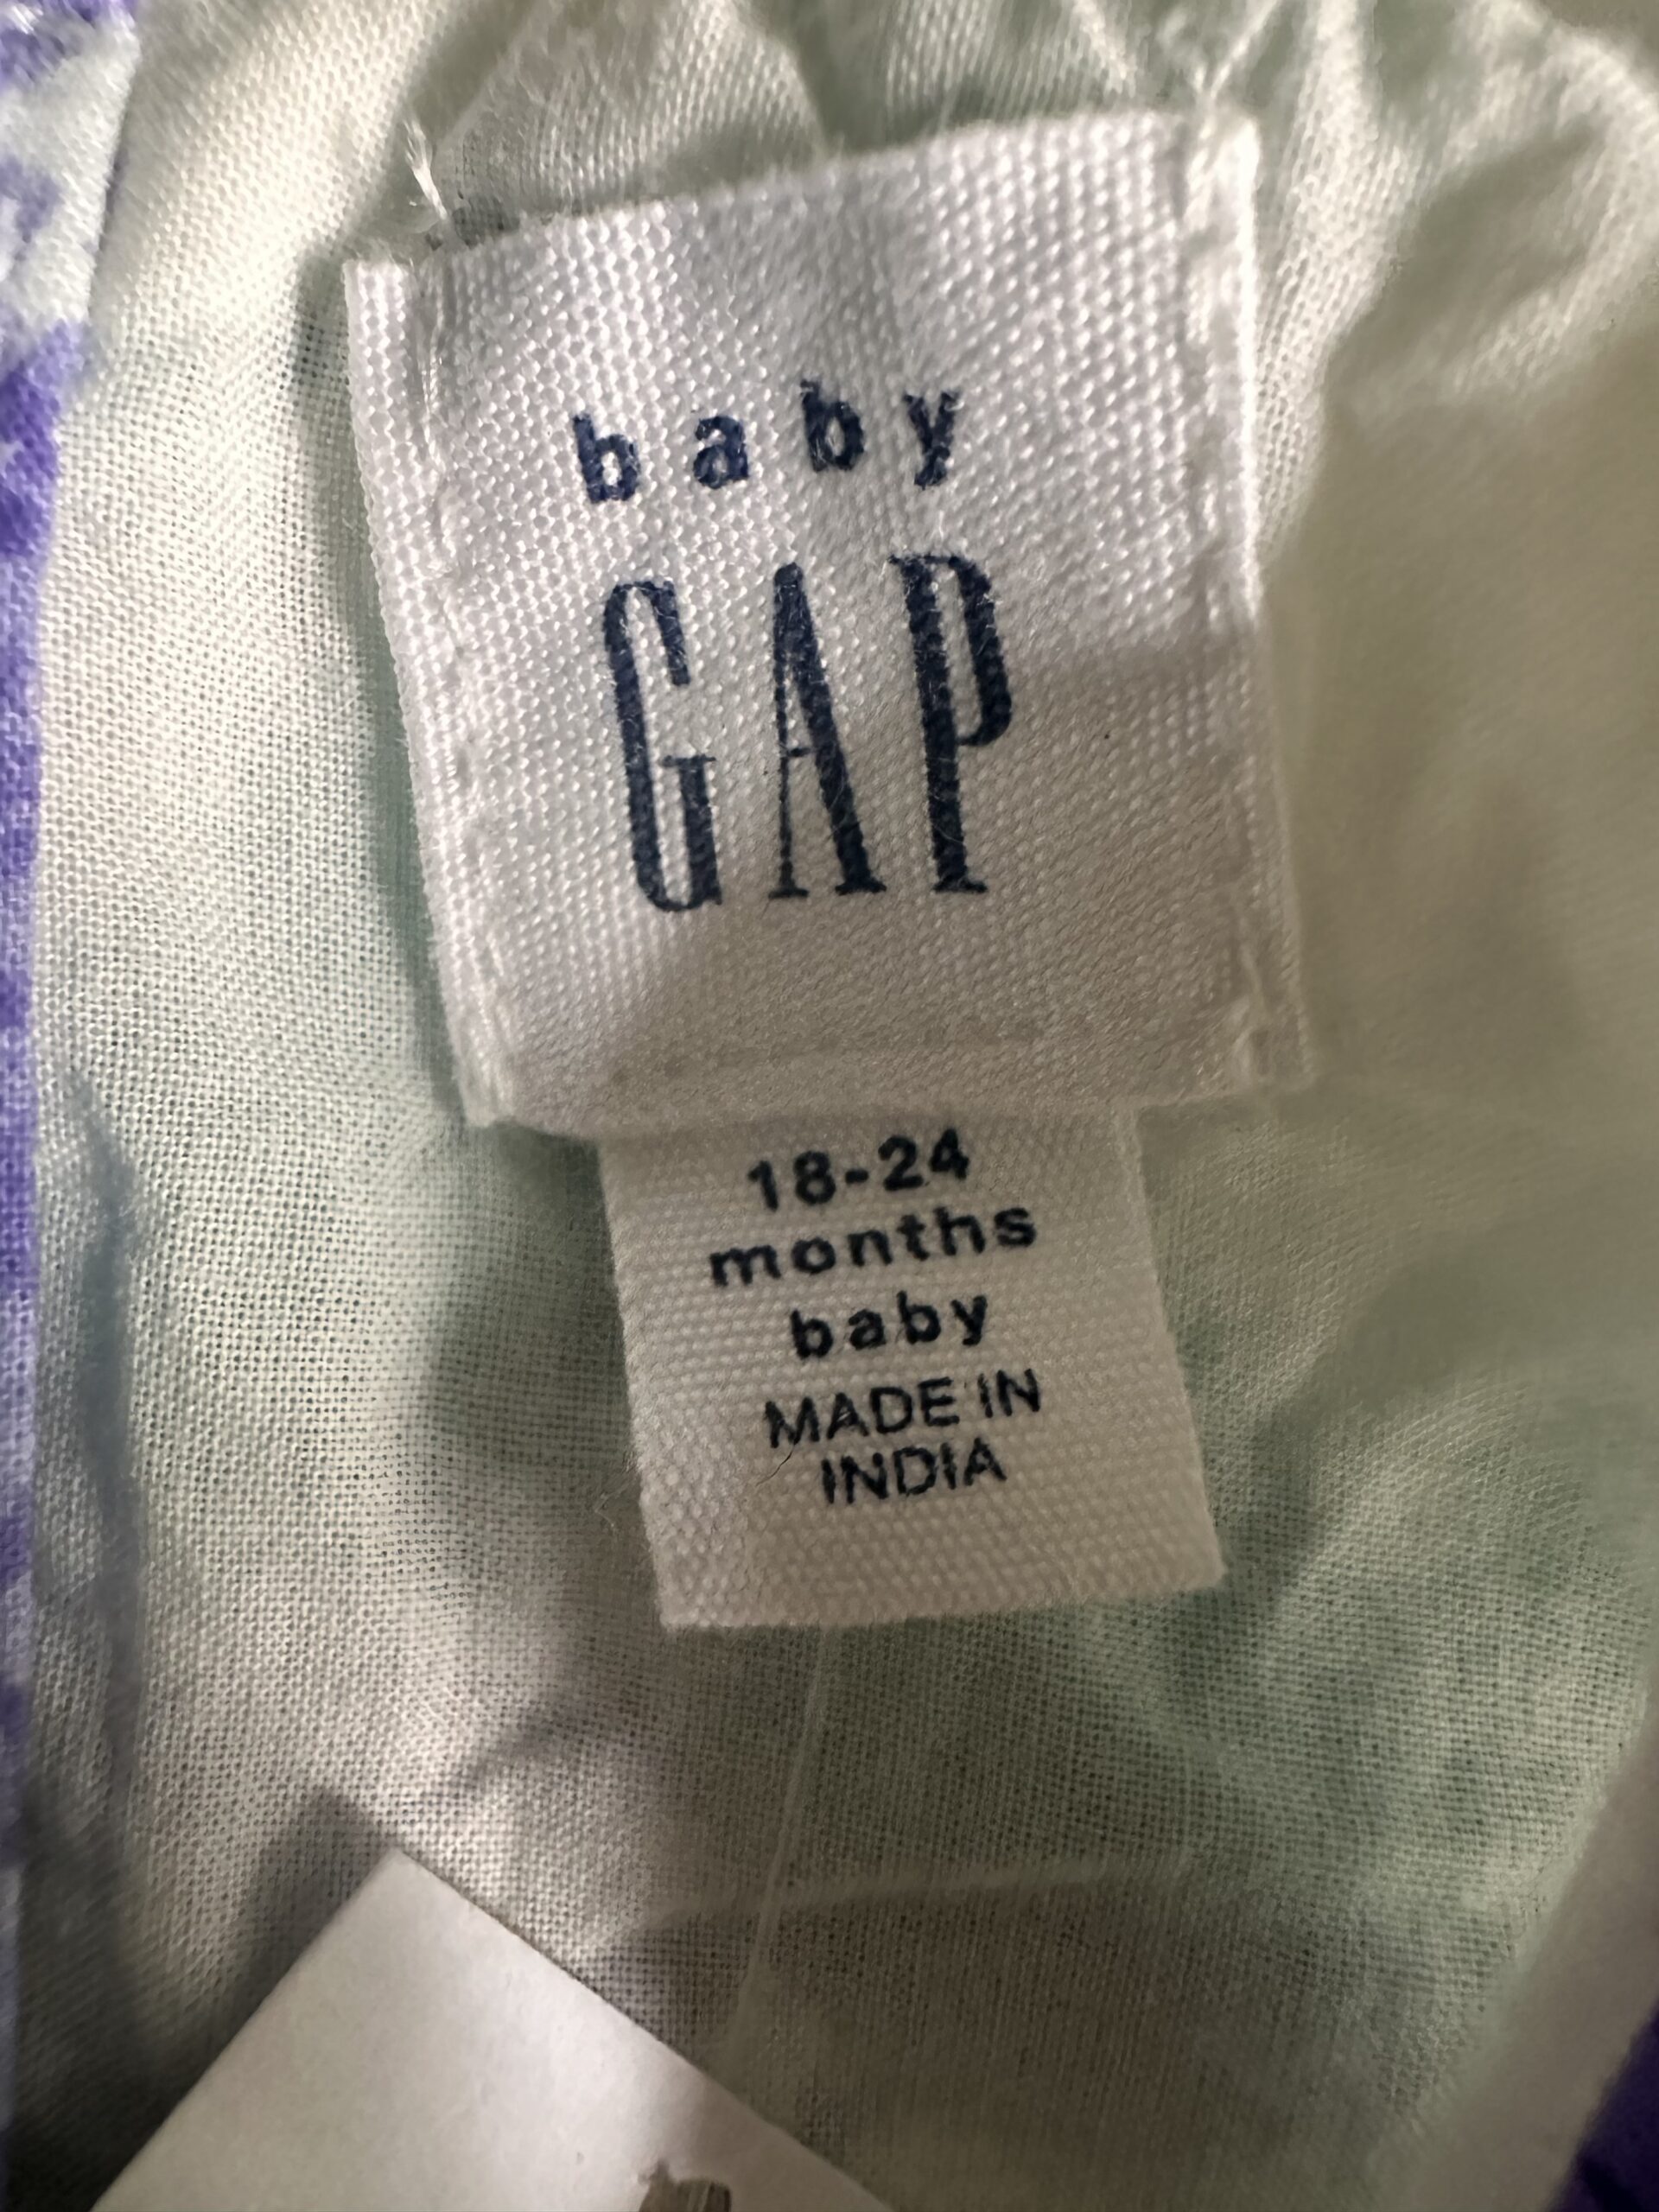 baby
GAP
18-24
months
baby
MADE IN
INDIA